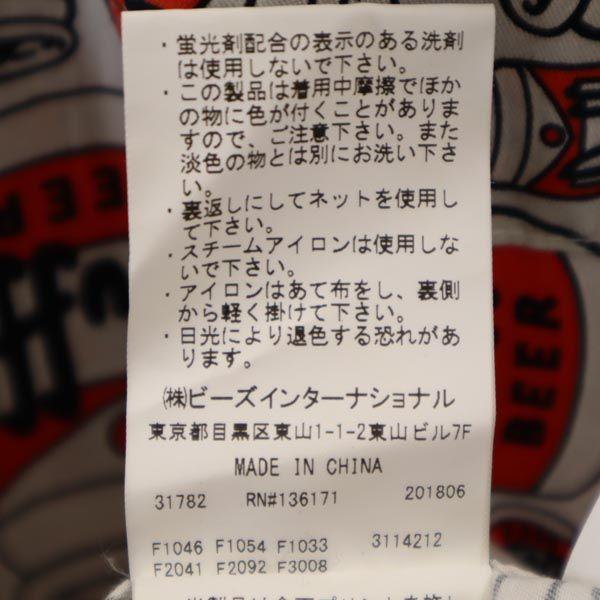 ・蛍光剤配合の表示のある洗剤
は使用しないで下さい。
・この製品は着用中摩擦でほか
の物に色が付くことがありま
すので、ご注意下さい。また
淡色の物とは別にお洗い下さ
い。
・裏返しにしてネットを使用し
て下さい。
・スチームアイロンは使用しな
いで下さい。
・アイロンはあて布をし、裏側
から軽く掛けて下さい。
・日光により退色する恐れがあ
ります。
㈱ビーズインターナショナル
東京都目黒区東山1-1-2東山ビル7F
MADE IN CHINA
31782 RN#136171 201806
F1046 F1054 F1033 3114212
F2041 F2092 F3008
BEER